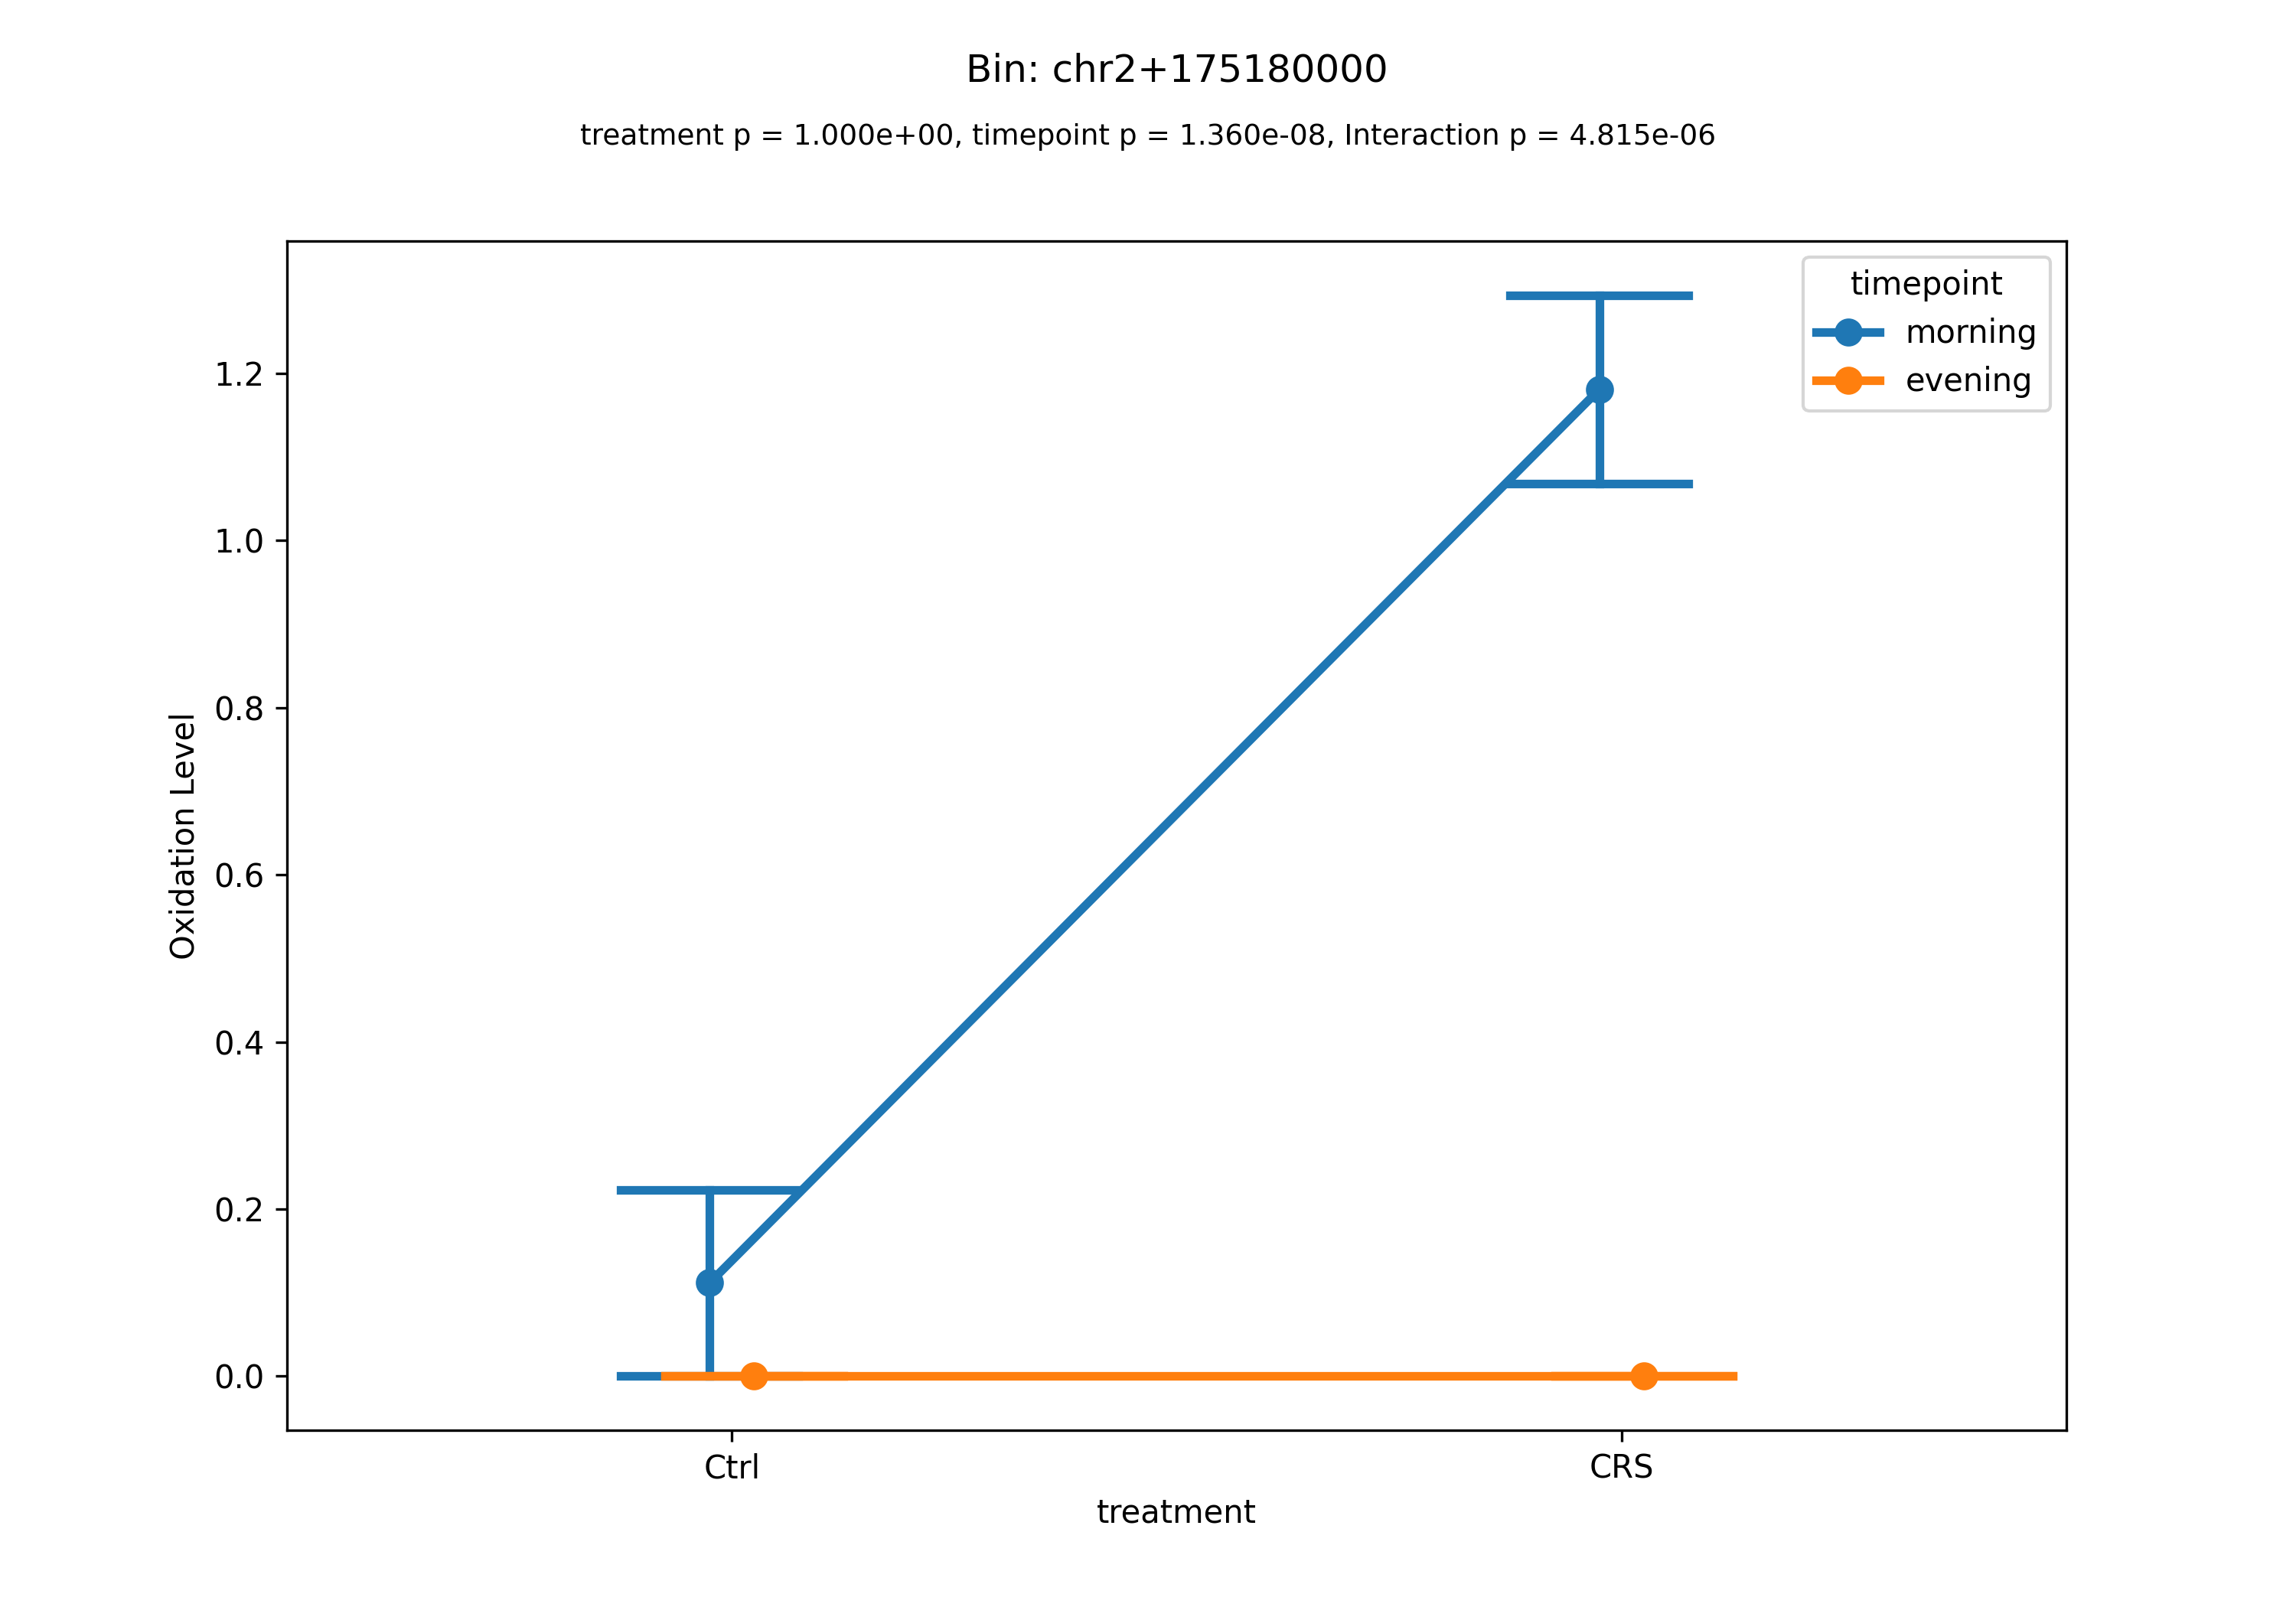 Bin: chr2+175180000
treatment p = 1.000e+00, timepoint p = 1.360e-08, Interaction p = 4.815e-06
timepoint
morning
evening
1.2
1.0
0.8
0.6
0.4
0.2
0.0
Oxidation Level
Ctrl
CRS
treatment